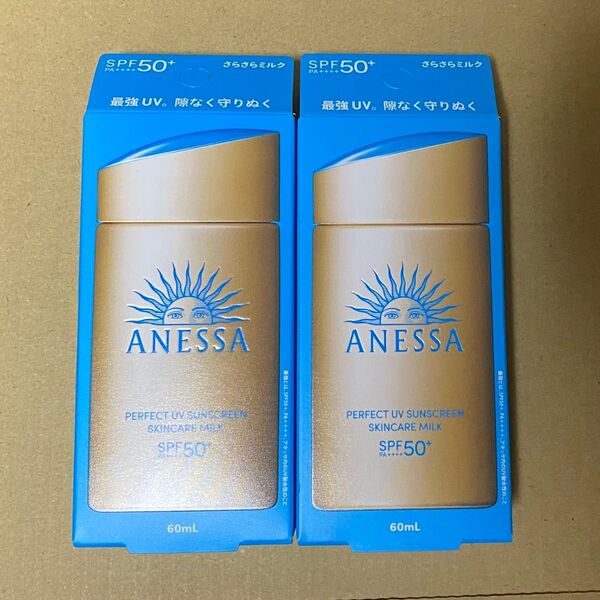 SPF50+
PA++++
さらさらミルク
最強UV。隙なく守りぬく
ANESSA
PERFECT UV SUNSCREEN
SKINCARE MILK
SPF50+
PA++++
60mL
SPF50+
PA++++
さらさらミルク
最強UV。隙なく守りぬく
ANESSA
PERFECT UV SUNSCREEN
SKINCARE MILK
SPF50+
PA++++
60mL